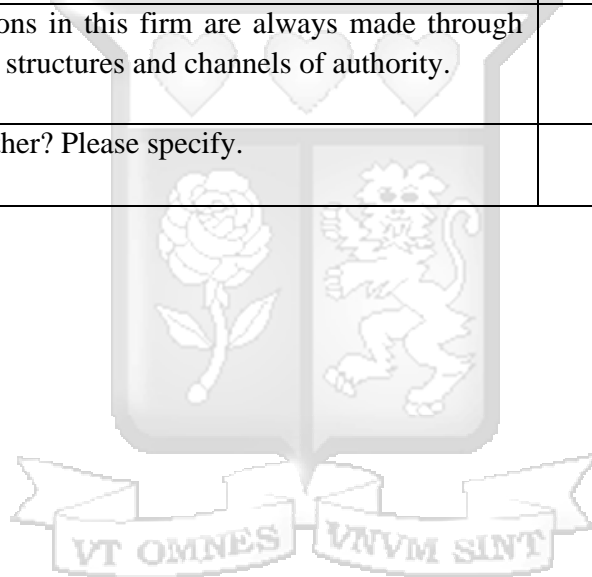 ons in this firm are always made through
structures and channels of authority.
her? Please specify.
VT OMNES VNVM SINT